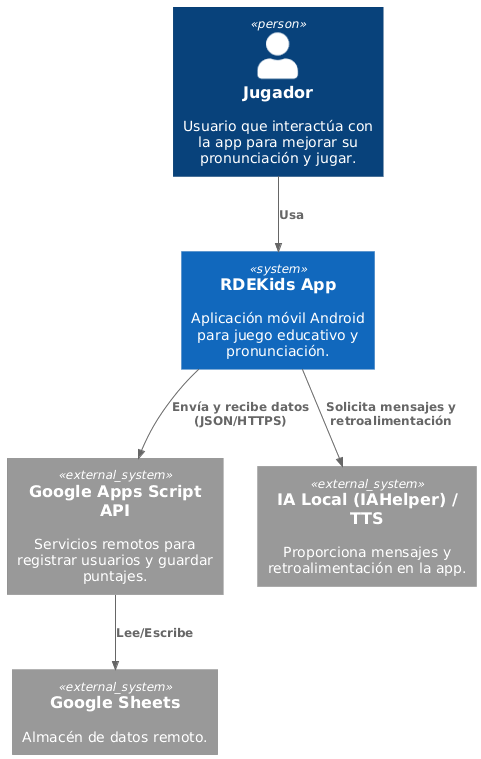 «person»
Jugador
Usuario que interactúa con
la app para mejorar su
pronunciación y jugar.
Usa
«system»
RDEKids App
Aplicación móvil Android
para juego educativo y
pronunciación.
Envía y recibe datos
(JSON/HTTPS)
Solicita mensajes y
retroalimentación
«external_system»
Google Apps Script
API
Servicios remotos para
registrar usuarios y guardar
puntajes.
«external_system»
IA Local (IAHelper) /
TTS
Proporciona mensajes y
retroalimentación en la app.
Lee/Escribe
«external_system»
Google Sheets
Almacén de datos remoto.